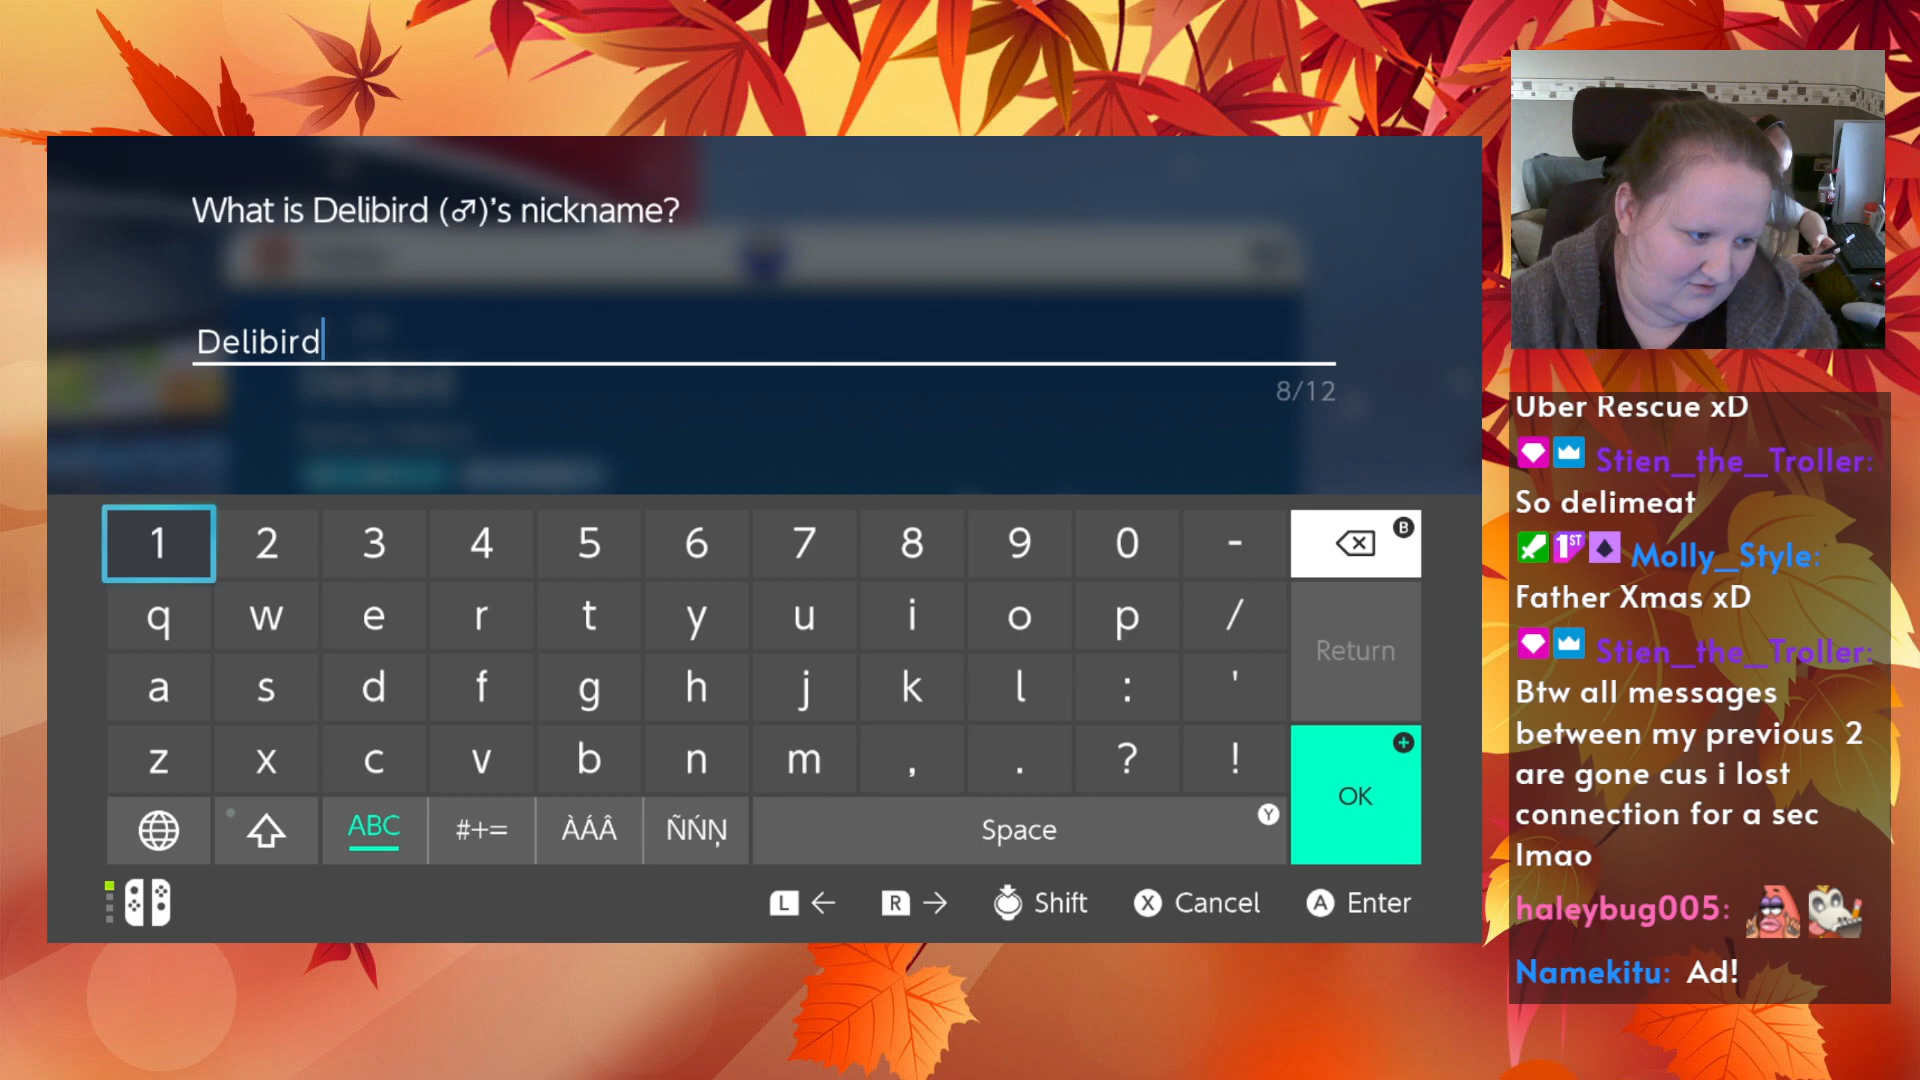 What is Delibird (♂)'s nickname?
Delibird
8/12
1 2 3 4 5 6 7 8 9 0 -
q w e r t y u i o p /
Return
a s d f g h j k l : '
z x c v b n m , . ? !
OK
ABC #+= ÀÁÂ ÑŃŅ Space Y
B
+
L ← R → Shift X Cancel A Enter
Uber Rescue xD
Stien_the_Troller:
So delimeat
1ST Molly_Style:
Father Xmas xD
Stien_the_Troller:
Btw all messages
between my previous 2
are gone cus i lost
connection for a sec
lmao
haleybug005:
Namekitu: Ad!